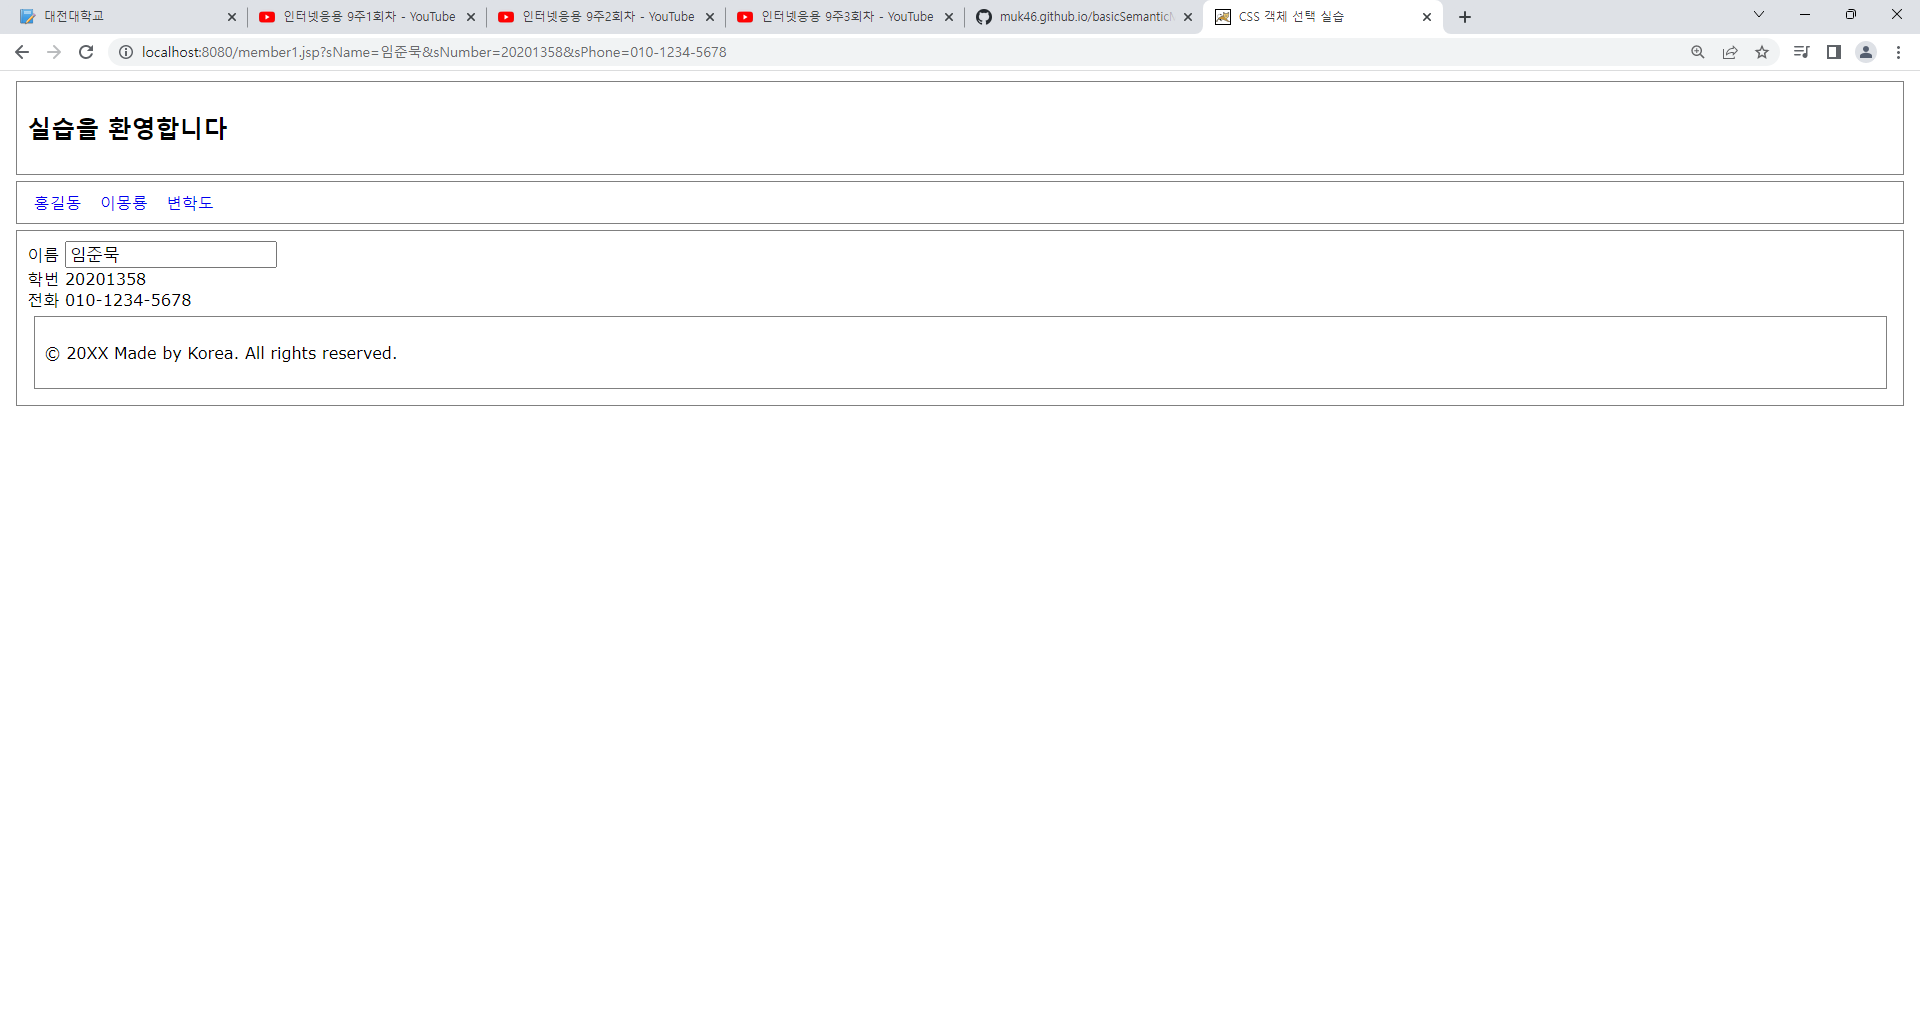 대전대학교
인터넷응용 9주1회차 - YouTube
인터넷응용 9주2회차 - YouTube
인터넷응용 9주3회차 - YouTube
muk46.github.io/basicSemantic
CSS 객체 선택 실습
localhost:8080/member1.jsp?sName=임준묵&sNumber=20201358&sPhone=010-1234-5678
실습을 환영합니다
홍길동 이몽룡 변학도
이름 임준묵
학번 20201358
전화 010-1234-5678
© 20XX Made by Korea. All rights reserved.